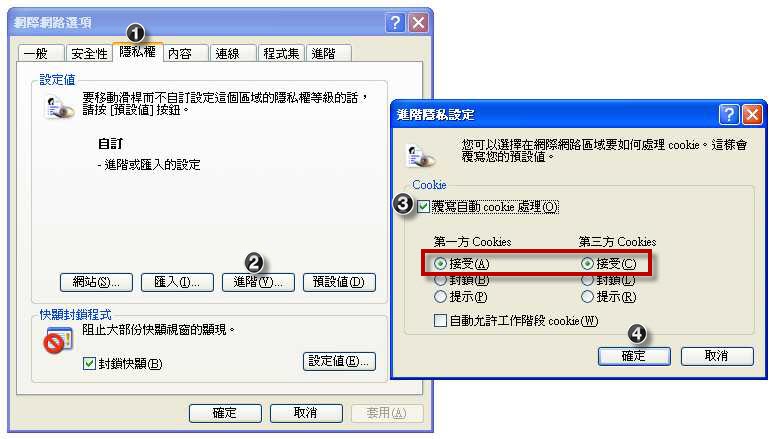 網際網路選項
1
一般 安全性 隱私權 內容 連線 程式集 進階
設定值
要移動滑桿而不自訂設定這個區域的隱私權等級的話，
請按 [預設值] 按鈕。
自訂
- 進階或匯入的設定
2
網站(S)... 匯入(I)... 進階(V)... 預設值(D)
快顯封鎖程式
阻止大部份快顯視窗的顯現。
封鎖快顯(B)
設定值(E)...
確定 取消 套用(A)
進階隱私設定
您可以選擇在網際網路區域要如何處理 cookie。這樣會
覆寫您的預設值。
Cookie
3 覆寫自動 cookie 處理(O)
第一方 Cookies 第三方 Cookies
接受(A) 接受(C)
封鎖(B) 封鎖(L)
提示(P) 提示(R)
自動允許工作階段 cookie(W)
4
確定 取消